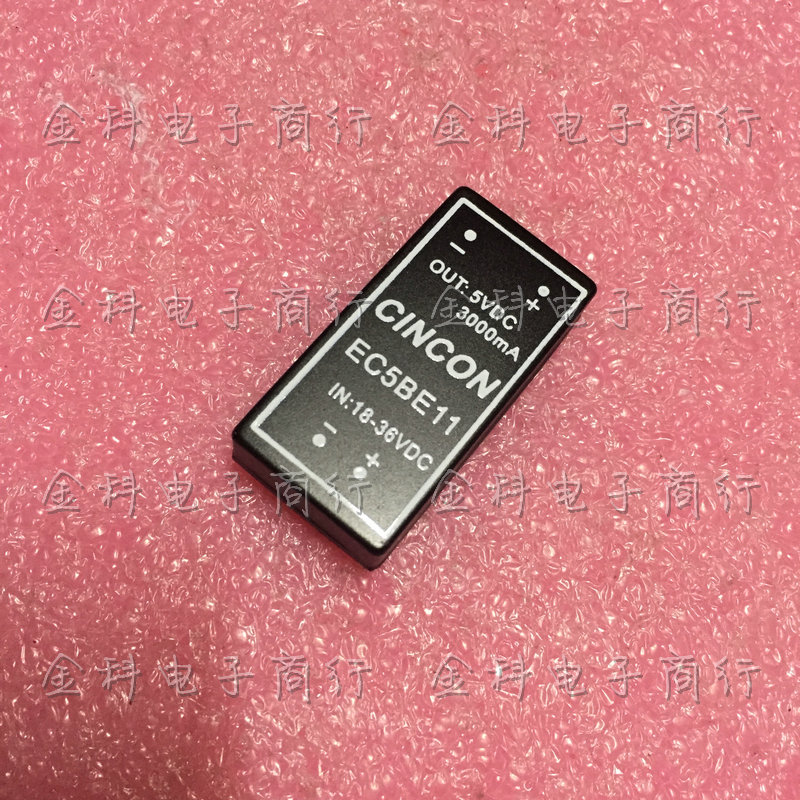 金科电子商行 金科电子商行
− +
OUT: 5VDC
3000mA
金科电子商行 金科电子商行
CINCON
EC5BE11
IN:18-36VDC
− +
金科电子商行 金科电子商行
金科电子商行 金科电子商行